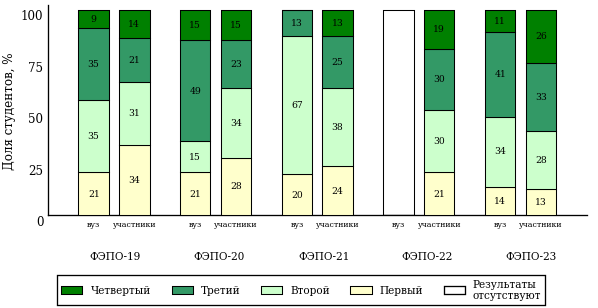 Доля студентов, %
100
75
50
25
0
9 35 35 21
14 21 31 34
15 49 15 21
15 23 34 28
13 67 20
13 25 38 24
19 30 30 21
11 41 34 14
26 33 28 13
вуз участники вуз участники вуз участники вуз участники вуз участники
ФЭПО-19 ФЭПО-20 ФЭПО-21 ФЭПО-22 ФЭПО-23
Четвертый Третий Второй Первый Результаты
отсутствуют